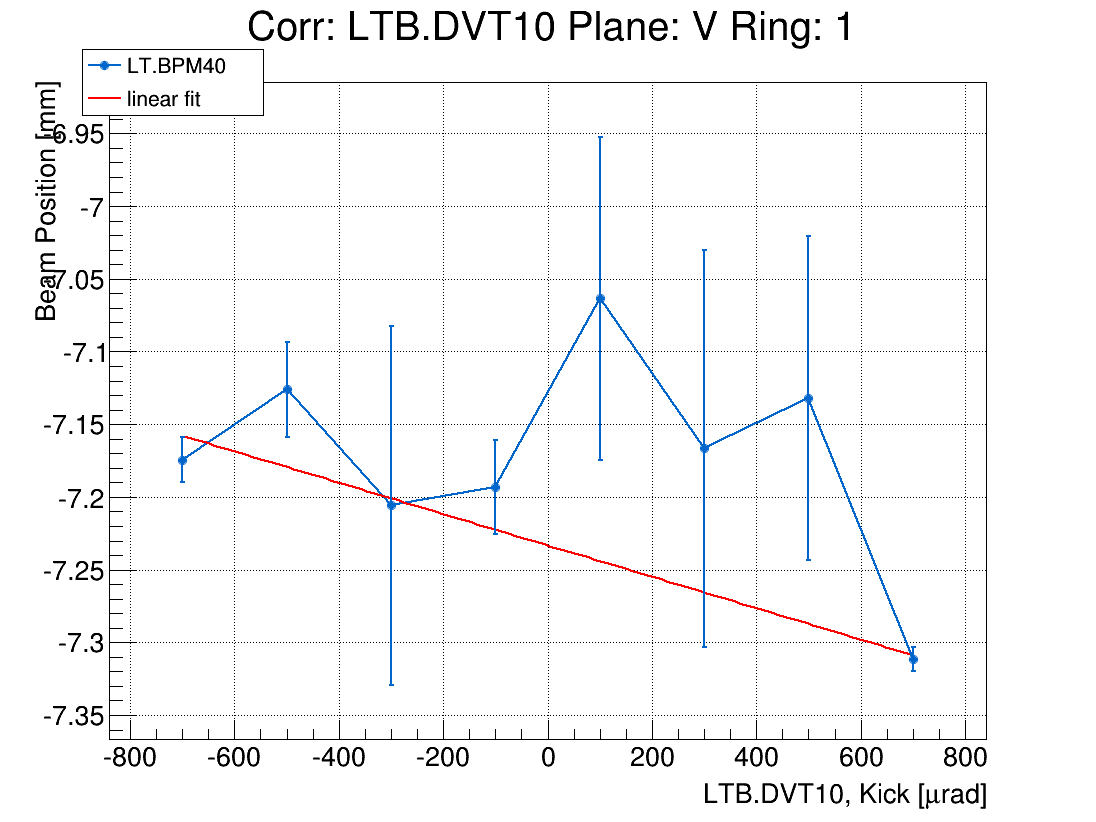 Corr: LTB.DVT10 Plane: V Ring: 1
LT.BPM40
linear fit
Beam Position [mm]
-6.95
-7
-7.05
-7.1
-7.15
-7.2
-7.25
-7.3
-7.35
-800 -600 -400 -200 0 200 400 600 800
LTB.DVT10, Kick [μrad]